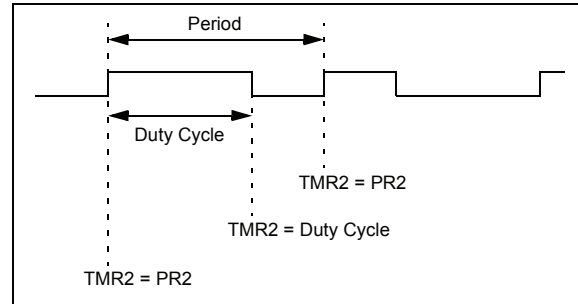 Period
Duty Cycle
TMR2 = PR2
TMR2 = Duty Cycle
TMR2 = PR2